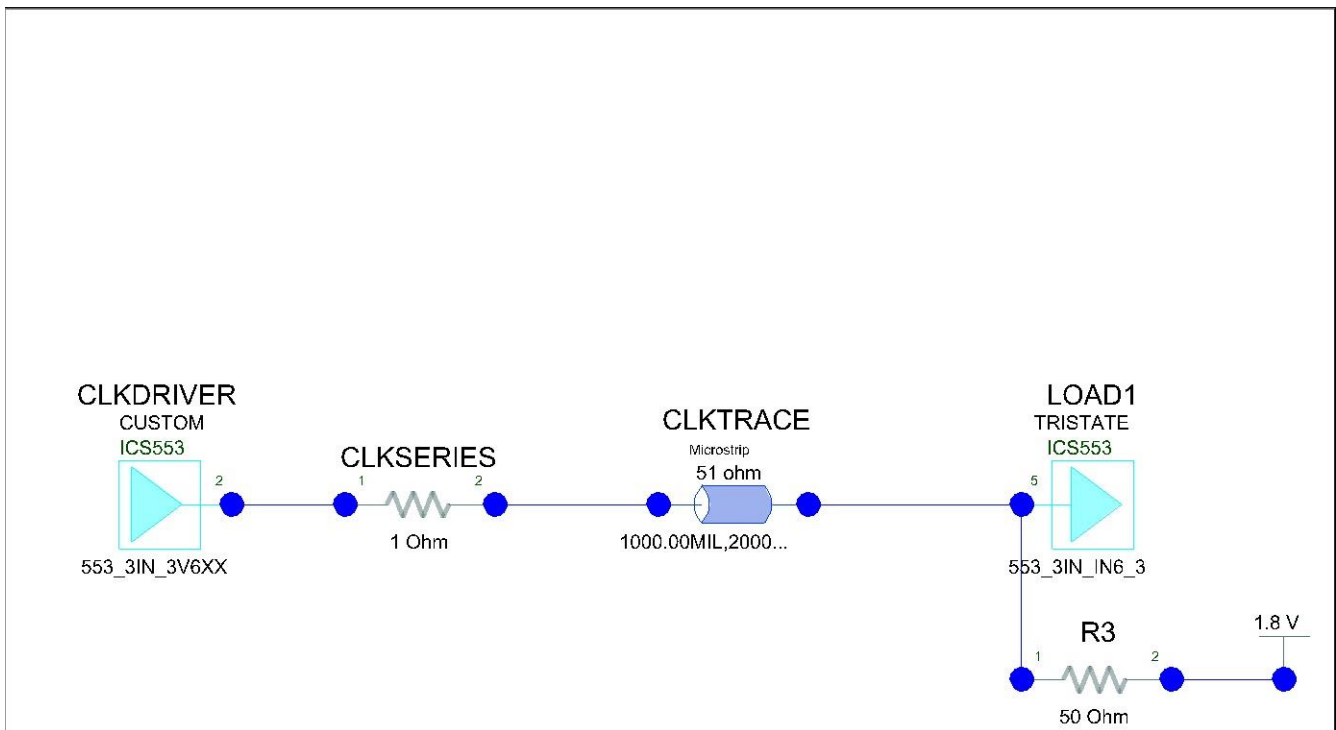 CLKDRIVER
CUSTOM
ICS553
2
553_3IN_3V6XX
CLKSERIES
1
2
1 Ohm
CLKTRACE
Microstrip
51 ohm
1000.00MIL,2000...
LOAD1
TRISTATE
ICS553
5
553_3IN_IN6_3
R3
1
2
50 Ohm
1.8 V